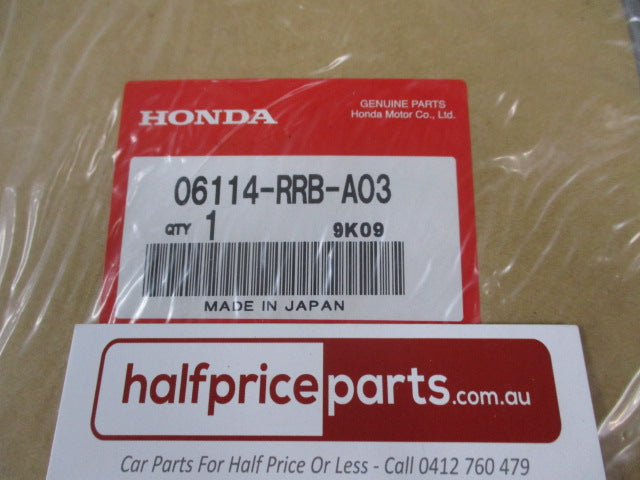 HONDA
GENUINE PARTS
Honda Motor Co., Ltd.
06114-RRB-A03
QTY 1 9K09
MADE IN JAPAN
halfpriceparts.com.au
Car Parts For Half Price Or Less - Call 0412 760 479